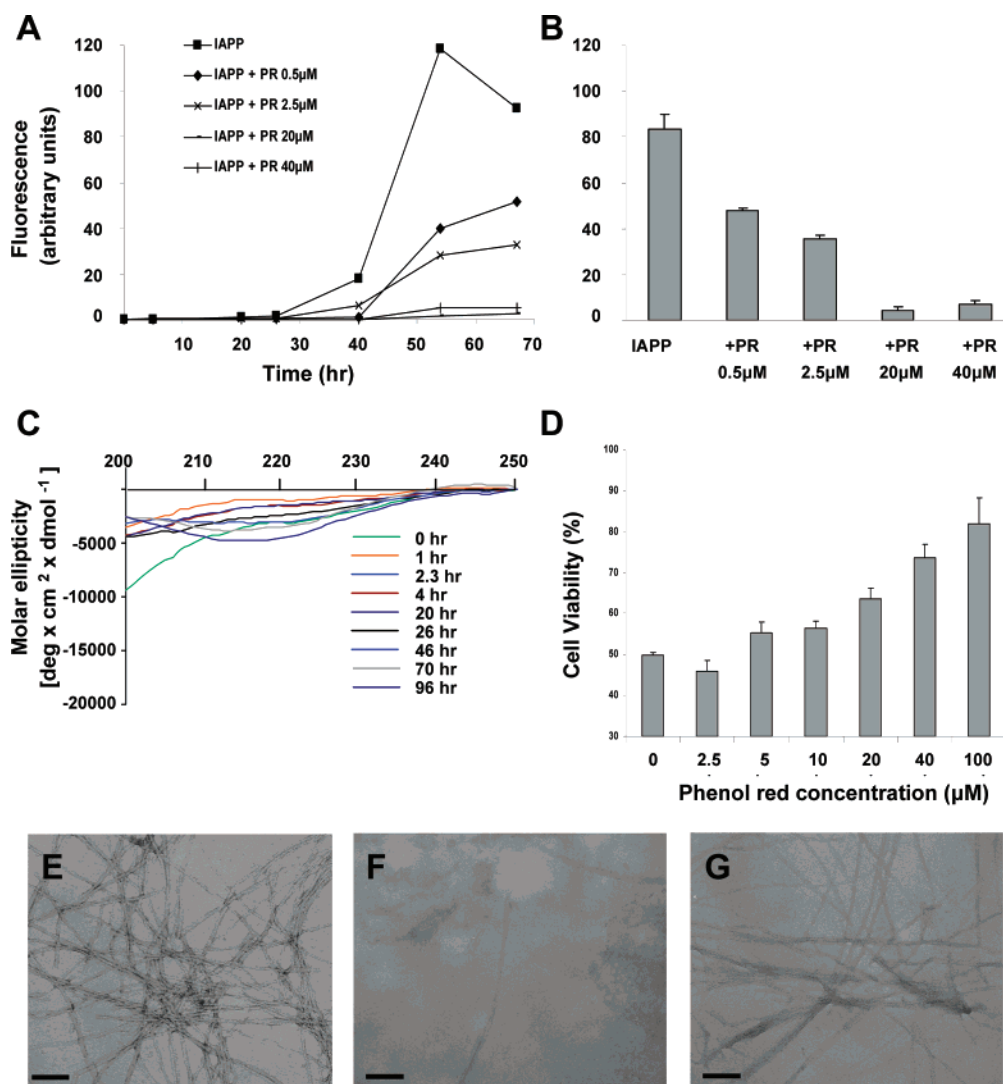 A
120
100
80
60
40
20
0
Fluorescence
(arbitrary units)
IAPP
IAPP + PR 0.5µM
IAPP + PR 2.5µM
IAPP + PR 20µM
IAPP + PR 40µM
10 20 30 40 50 60 70
Time (hr)
B
120
100
80
60
40
20
0
IAPP +PR +PR +PR +PR
0.5µM 2.5µM 20µM 40µM
C
200 210 220 230 240 250
-5000
-10000
-15000
-20000
Molar ellipticity
[deg x cm 2 x dmol -1 ]
0 hr
1 hr
2.3 hr
4 hr
20 hr
26 hr
46 hr
70 hr
96 hr
D
100
90
80
70
60
50
40
30
Cell Viability (%)
0 2.5 5 10 20 40 100
Phenol red concentration (µM)
E
F
G